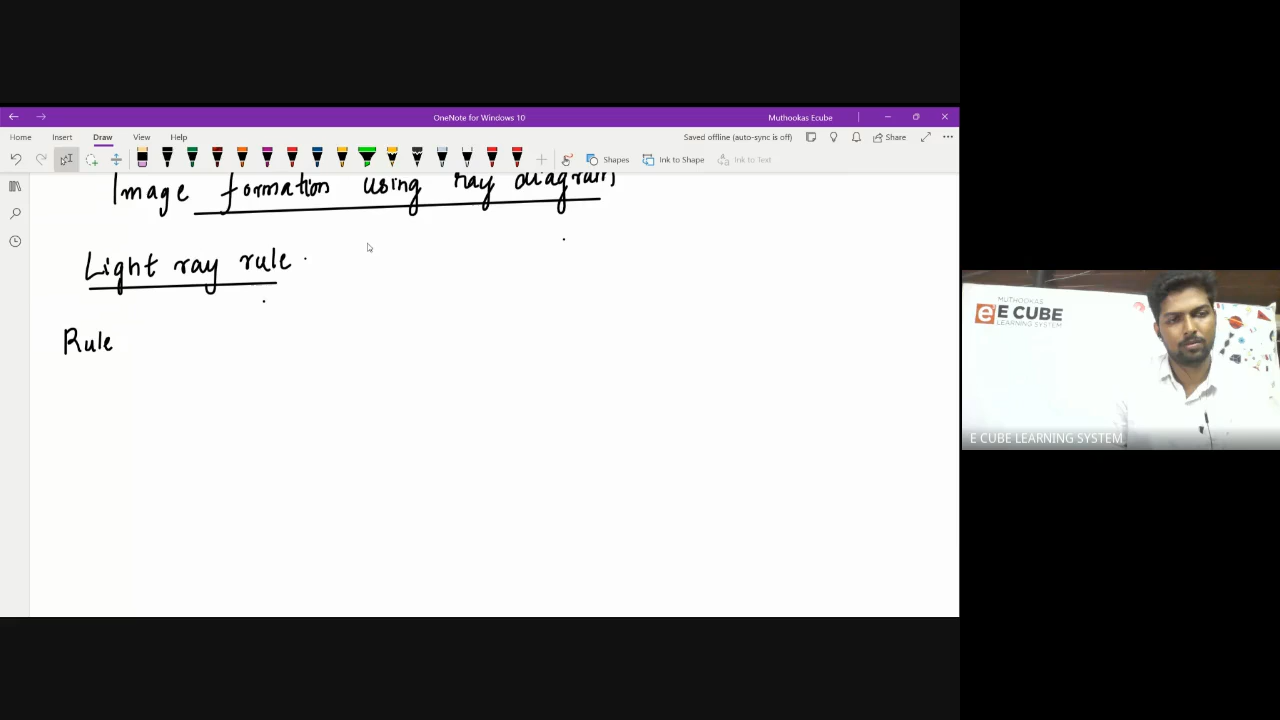 OneNote for Windows 10
Muthookas Ecube
Home Insert Draw View Help
Saved offline (auto-sync is off)
Share
Shapes
Ink to Shape
Ink to Text
Image formation using ray diagram
Light ray rule
Rule
MUTHOOKAS
E CUBE
LEARNING SYSTEM
E CUBE LEARNING SYSTEM